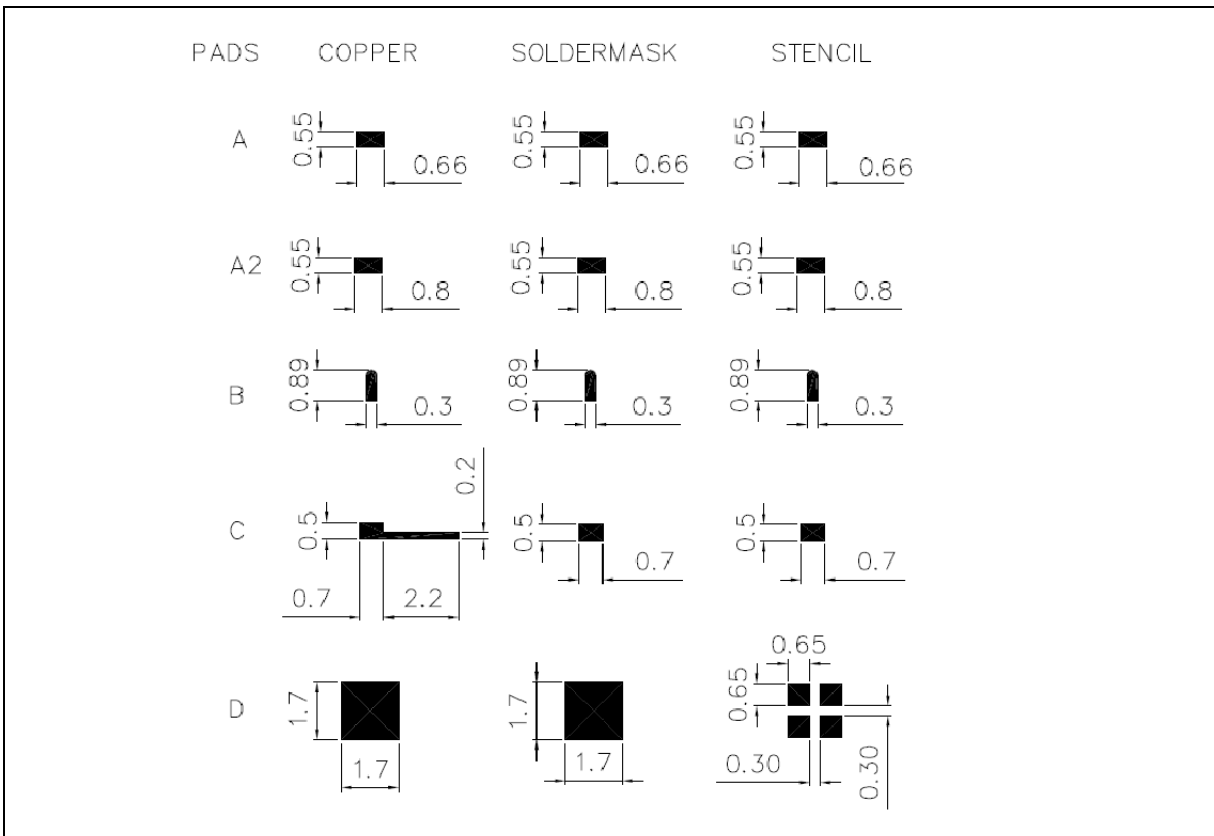 PADS COPPER SOLDERMASK STENCIL
A 0.55 0.66 0.55 0.66 0.55 0.66
A2 0.55 0.8 0.55 0.8 0.55 0.8
B 0.89 0.3 0.89 0.3 0.89 0.3
C 0.5 0.2 0.5 0.7 0.5 0.7
0.7 2.2
0.65
D 1.7 1.7 0.65
1.7 1.7 0.30 0.30